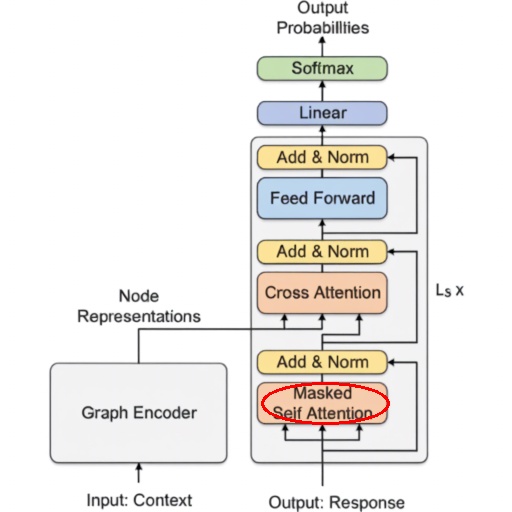 Output
Probabilities
Softmax
Linear
Add & Norm
Feed Forward
Add & Norm
Cross Attention
Ls x
Node
Representations
Add & Norm
Masked
Self Attention
Graph Encoder
Input: Context
Output: Response